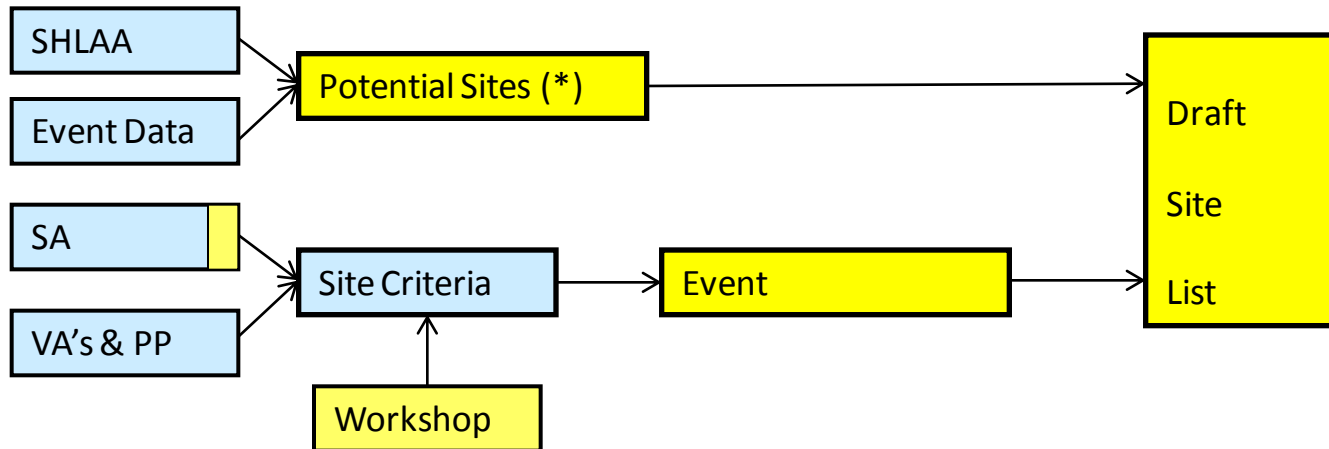 SHLAA
Potential Sites (*)
Event Data
Draft
Site
List
SA
Site Criteria
Event
VA’s & PP
Workshop